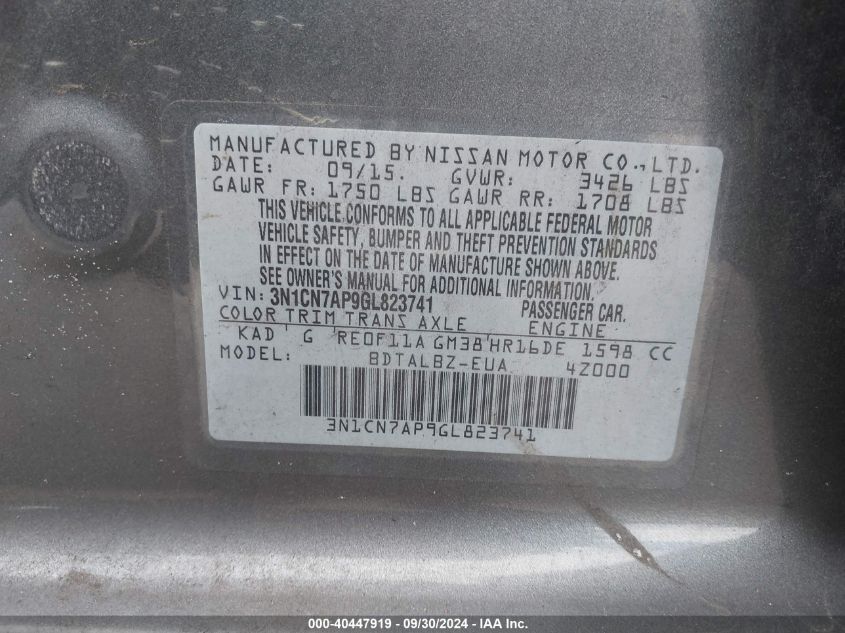 MANUFACTURED BY NISSAN MOTOR CO., LTD.
DATE: 09/15. GVWR: 3426 LBS
GAWR FR: 1750 LBS GAWR RR: 1708 LBS
THIS VEHICLE CONFORMS TO ALL APPLICABLE FEDERAL MOTOR
VEHICLE SAFETY, BUMPER AND THEFT PREVENTION STANDARDS
IN EFFECT ON THE DATE OF MANUFACTURE SHOWN ABOVE.
SEE OWNER'S MANUAL FOR ADDITIONAL INFORMATION.
VIN: 3N1CN7AP9GL823741 PASSENGER CAR.
COLOR TRIM TRANS AXLE ENGINE
KAD G RE0F11A GM38 HR16DE 1598 CC
MODEL: BDTALBZ-EUA 4Z000
3N1CN7AP9GL823741
000-40447919 - 09/30/2024 - IAA Inc.